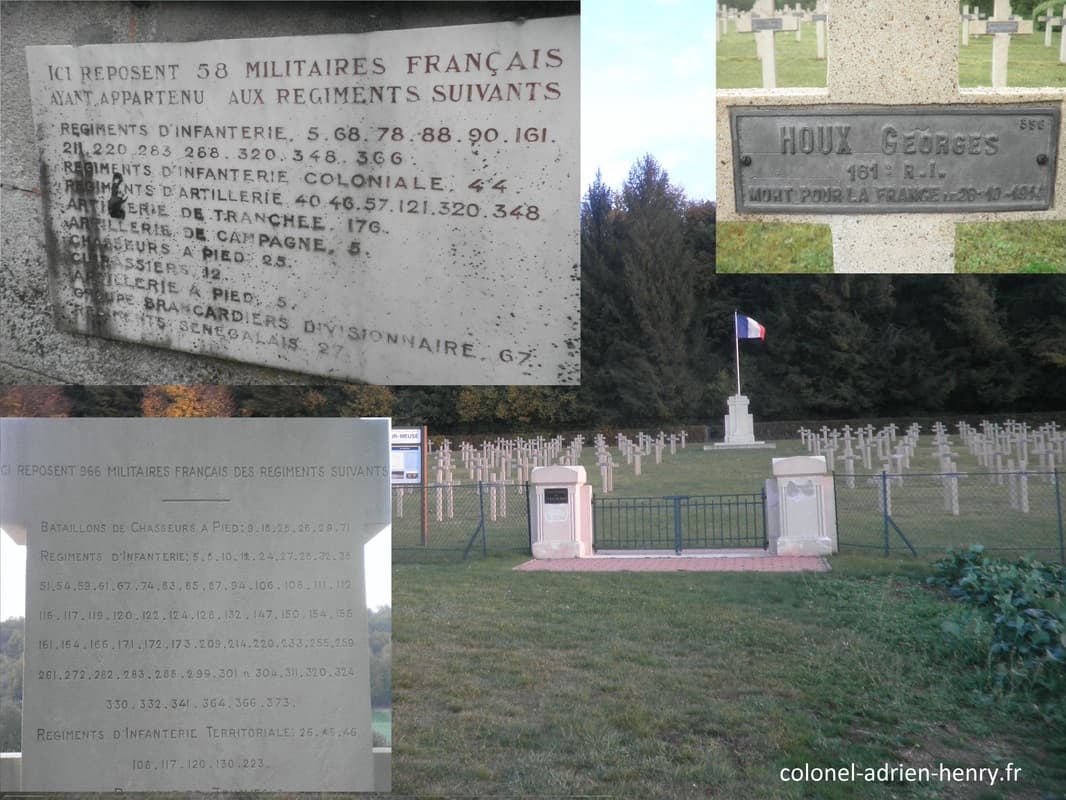 ICI REPOSENT 58 MILITAIRES FRANÇAIS
AYANT APPARTENU AUX REGIMENTS SUIVANTS
REGIMENTS D'INFANTERIE. 5.68.78.88.90.161.
211.220.283.268.320.348.366
REGIMENTS D'INFANTERIE COLONIALE. 44
REGIMENTS D'ARTILLERIE 40.46.57.121.320.348.
ARTILLERIE DE TRANCHEE 176.
ARTILLERIE DE CAMPAGNE. 5.
CHASSEURS A PIED. 25.
CUIRASSIERS. 12.
ARTILLERIE A PIED. 5.
GROUPE BRANCARDIERS DIVISIONNAIRE. 67.
SENEGALAIS. 27
HOUX GEORGES
161e R.I.
MORT POUR LA FRANCE LE 26-10-
ICI REPOSENT 966 MILITAIRES FRANÇAIS DES REGIMENTS SUIVANTS
BATAILLONS DE CHASSEURS A PIED: 9.18.25.26.29.71
REGIMENTS D'INFANTERIE: 5.8.10.18.24.27.28.32.36
51.54.59.61.67.74.83.85.87.94.106.108.111.112
116.117.119.120.122.124.128.132.147.150.154.155
161.164.166.171.172.173.209.214.220.233.255.259
261.272.282.283.288.299.301 304.311.320.324
330.332.341.364.366.373.
REGIMENTS D'INFANTERIE TERRITORIALE: 26.45.46
108.117.120.130.223.
R-MEUSE
colonel-adrien-henry.fr